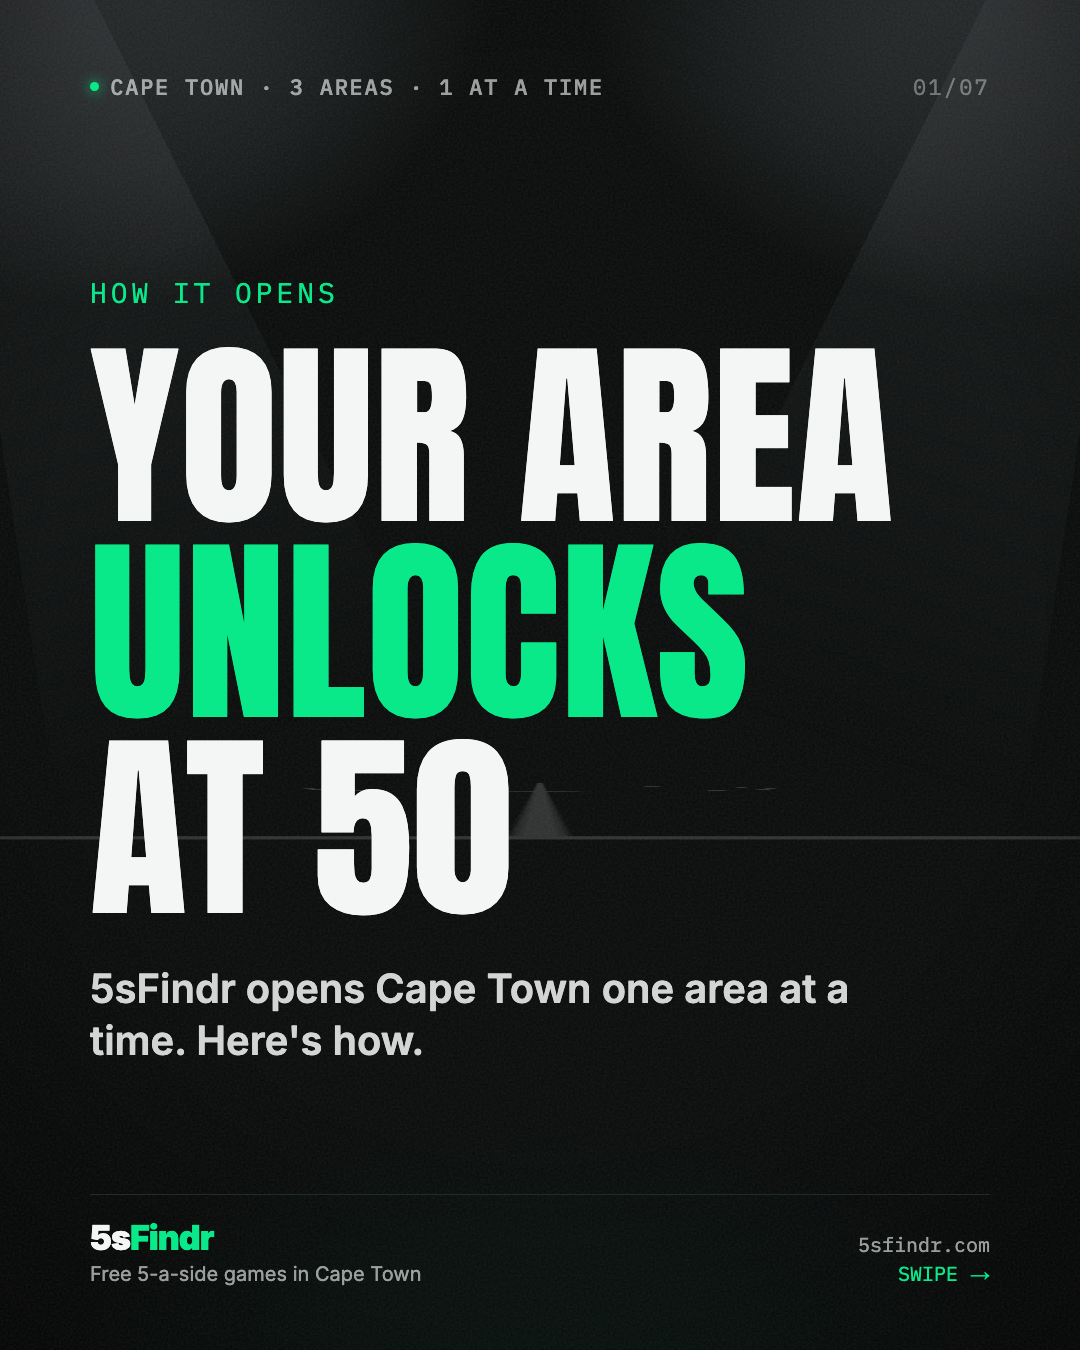 CAPE TOWN · 3 AREAS · 1 AT A TIME
01/07
HOW IT OPENS
YOUR AREA
UNLOCKS
AT 50
5sFindr opens Cape Town one area at a
time. Here's how.
5sFindr
Free 5-a-side games in Cape Town
5sfindr.com
SWIPE →